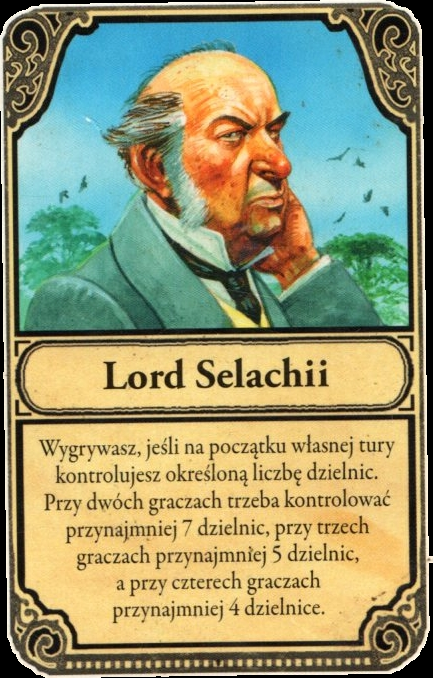 Lord Selachii
Wygrywasz, jeśli na początku własnej tury
kontrolujesz określoną liczbę dzielnic.
Przy dwóch graczach trzeba kontrolować
przynajmniej 7 dzielnic, przy trzech
graczach przynajmniej 5 dzielnic,
a przy czterech graczach
przynajmniej 4 dzielnice.